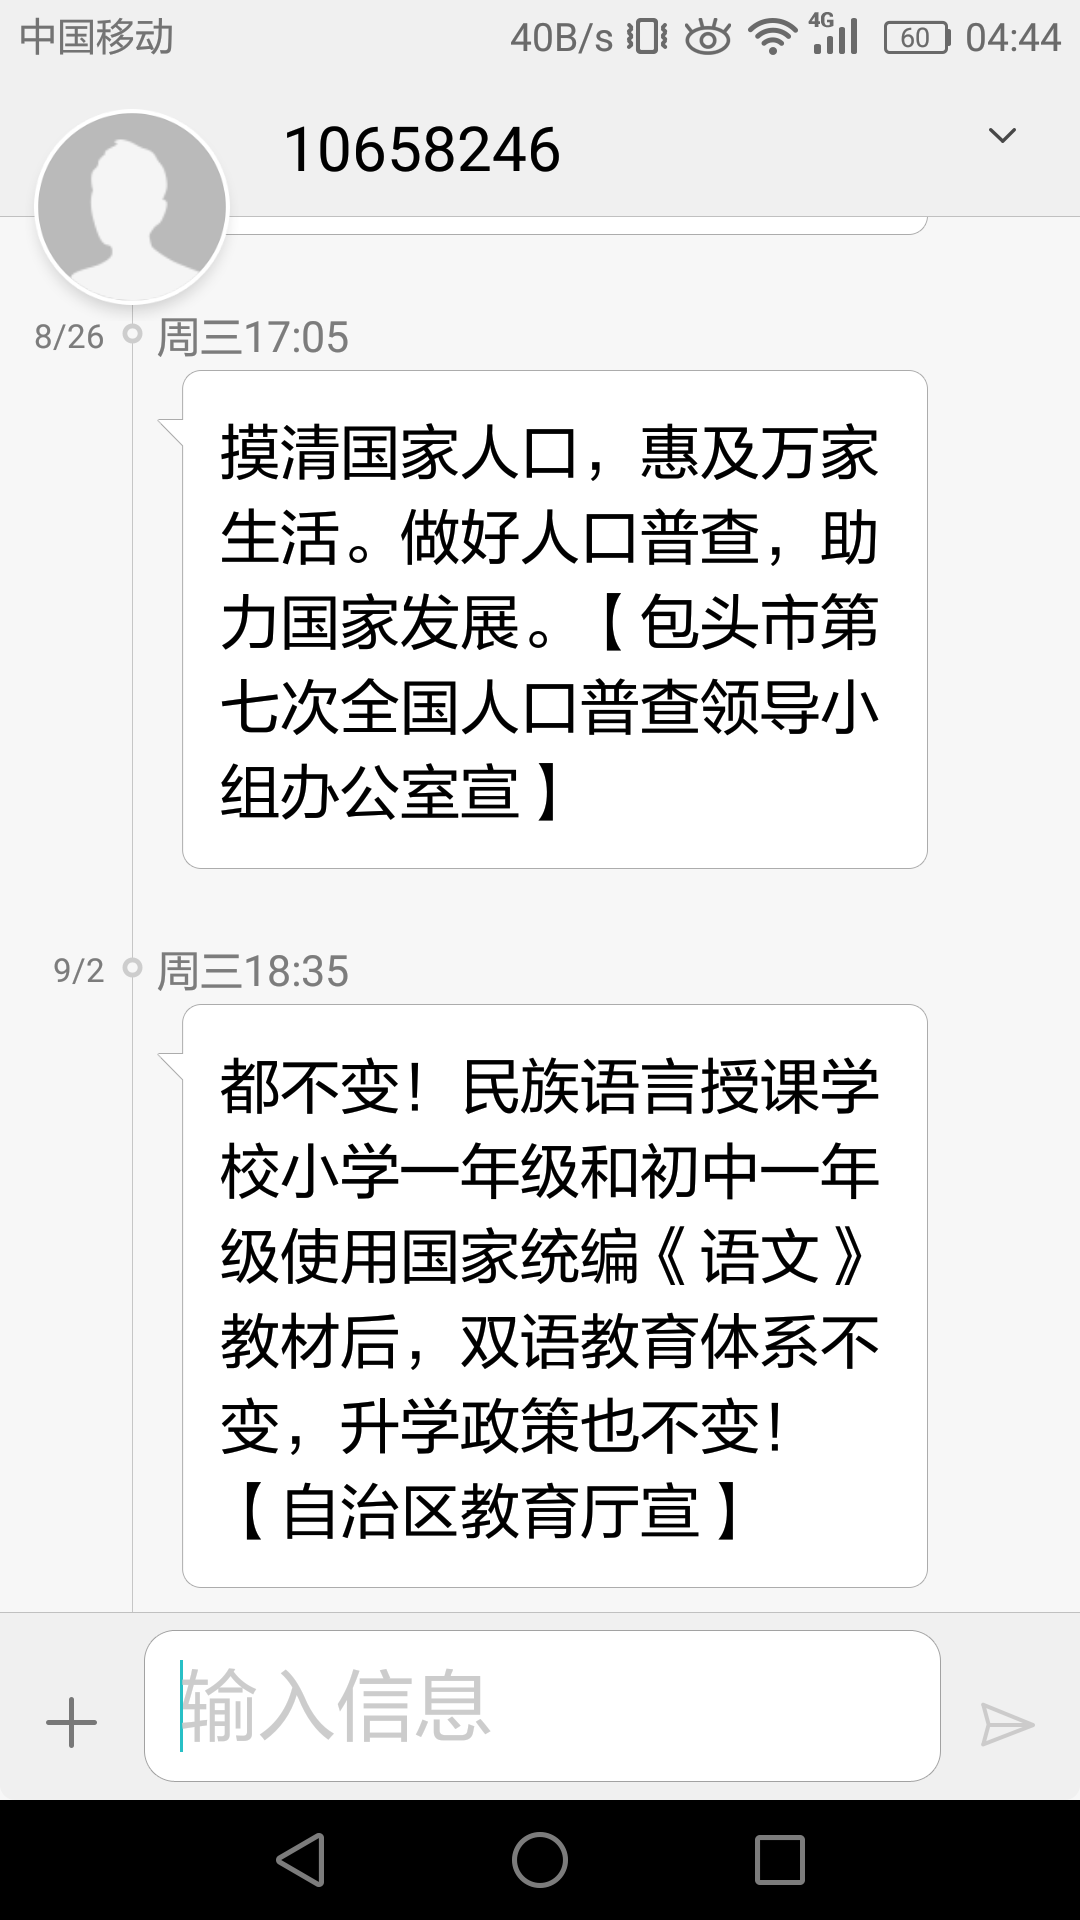 中国移动 40B/s 4G 60 04:44
10658246
8/26 周三17:05
摸清国家人口，惠及万家
生活。做好人口普查，助
力国家发展。【包头市第
七次全国人口普查领导小
组办公室宣】
9/2 周三18:35
都不变！民族语言授课学
校小学一年级和初中一年
级使用国家统编《语文》
教材后，双语教育体系不
变，升学政策也不变！
【自治区教育厅宣】
输入信息